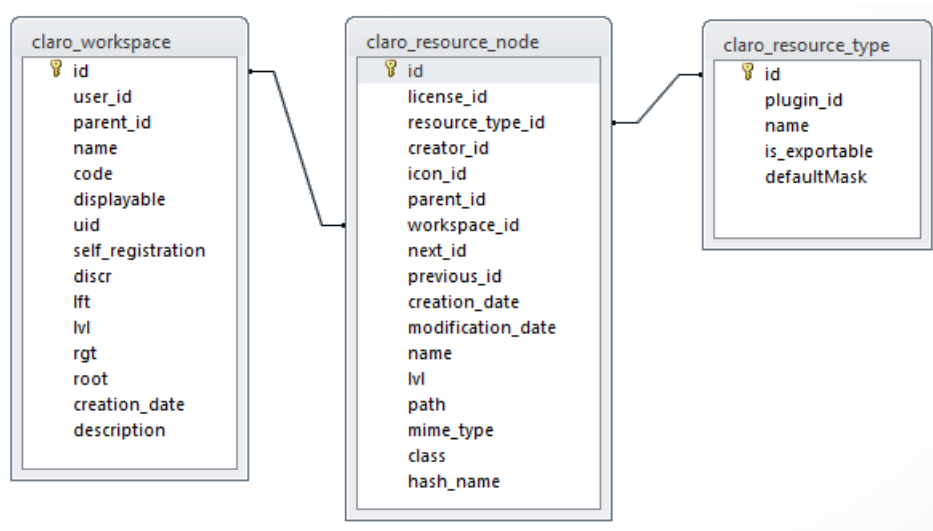 claro_workspace
id
user_id
parent_id
name
code
displayable
uid
self_registration
discr
lft
lvl
rgt
root
creation_date
description
claro_resource_node
id
license_id
resource_type_id
creator_id
icon_id
parent_id
workspace_id
next_id
previous_id
creation_date
modification_date
name
lvl
path
mime_type
class
hash_name
claro_resource_type
id
plugin_id
name
is_exportable
defaultMask